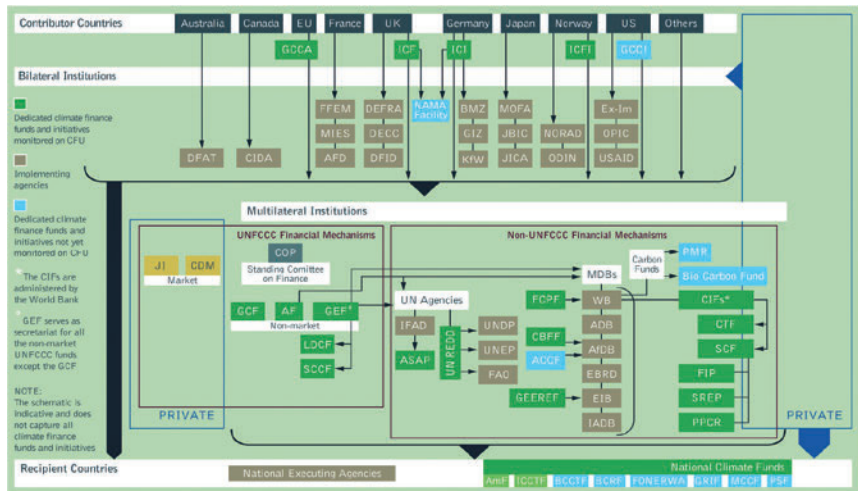 Contributor Countries
Australia
Canada
EU
France
UK
Germany
Japan
Norway
US
Others
GCCA
ICF
ICI
ICFI
GCCI
Bilateral Institutions
Dedicated climate finance
funds and initiatives
monitored on CFU
Implementing
agencies
Dedicated climate
finance funds and
initiatives not yet
monitored on CFU
* The CIFs are
administered by
the World Bank
* GEF serves as
secretariat for all
the non-market
UNFCCC funds
except the GCF
NOTE:
The schematic is
indicative and does
not capture all
climate finance
funds and initiatives
FFEM
DEFRA
NAMA
Facility
BMZ
MOFA
Ex-Im
MIES
DECC
GIZ
JBIC
NORAD
OPIC
DFAT
CIDA
AFD
DFID
KfW
JICA
ODIN
USAID
Multilateral Institutions
UNFCCC Financial Mechanisms
COP
Standing Comittee
on Finance
JI
CDM
Market
GCF
AF
GEF*
Non-market
LDCF
SCCF
PRIVATE
Non-UNFCCC Financial Mechanisms
UN Agencies
IFAD
ASAP
UN REDD
UNDP
UNEP
FAO
MDBs
FCPF
WB
ADB
CBFF
AfDB
ACCF
EBRD
GEEREF
EIB
IADB
Carbon
Funds
PMR
Bio Carbon Fund
CIFs*
CTF
SCF
FIP
SREP
PPCR
PRIVATE
Recipient Countries
National Executing Agencies
National Climate Funds
AmF
ICCTF
BCCTF
BCRF
FONERWA
GRIF
MCCF
PSF